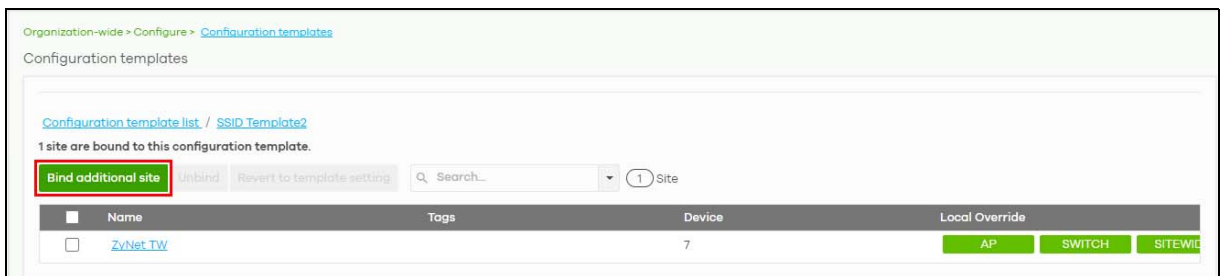 Organization-wide > Configure > Configuration templates
Configuration templates
Configuration template list / SSID Template2
1 site are bound to this configuration template.
Bind additional site Unbind Revert to template setting Search... 1 Site
Name Tags Device Local Override
ZyNet TW 7 AP SWITCH SITEWID